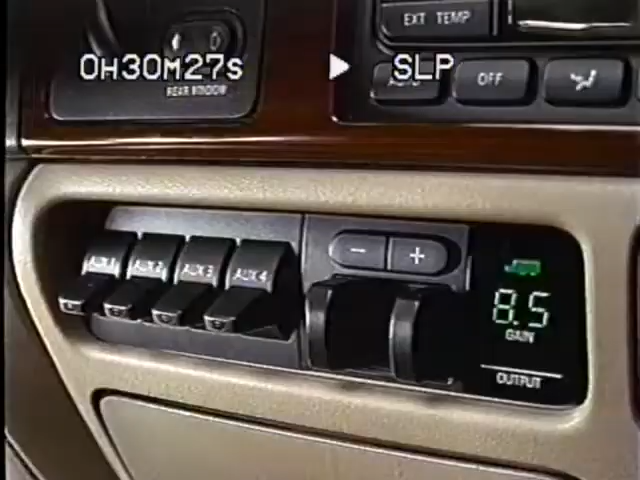 EXT TEMP
0H30M27S
SLP
AUTO
OFF
REAR WINDOW
AUX 1
AUX 2
AUX 3
AUX 4
− +
8.5
GAIN
OUTPUT